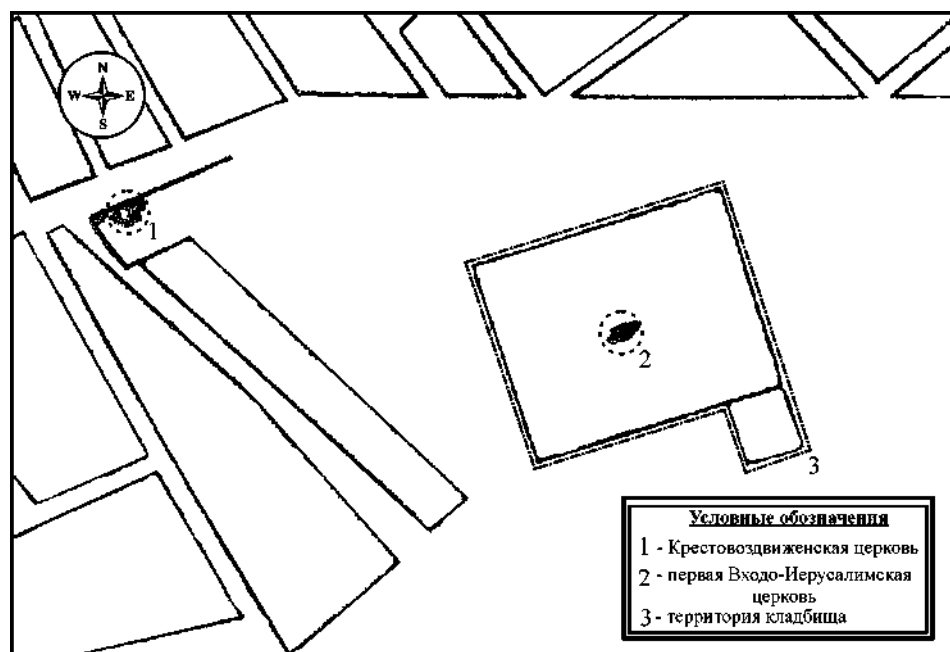 N
W E
S
1
2
3
Условные обозначения
1 - Крестовоздвиженская церковь
2 - первая Входо-Иерусалимская
церковь
3 - территория кладбища